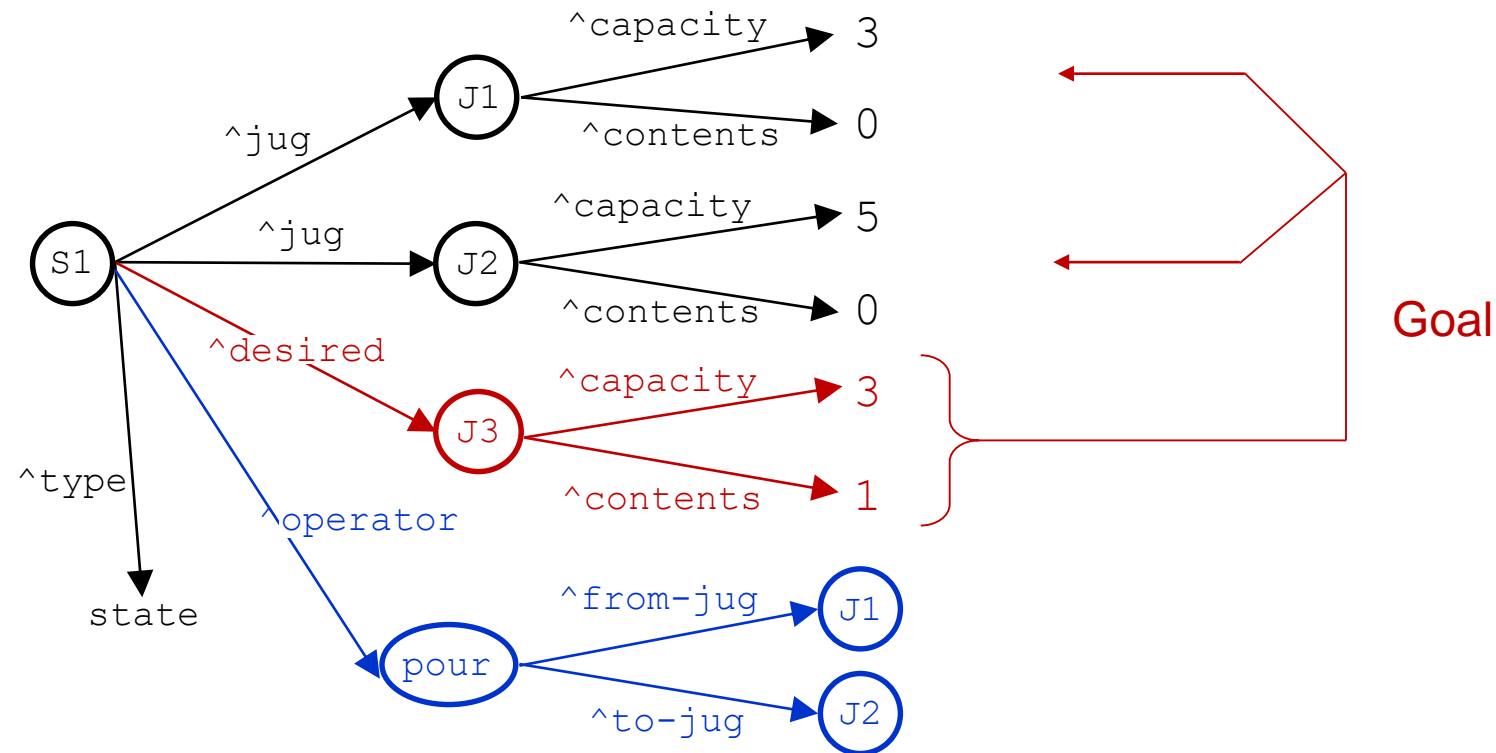 ^capacity
3
J1
^contents
0
^jug
^capacity
5
^jug
S1
J2
^contents
0
Goal
^desired
^capacity
3
J3
^contents
1
^type
^operator
state
^from-jug
J1
pour
^to-jug
J2